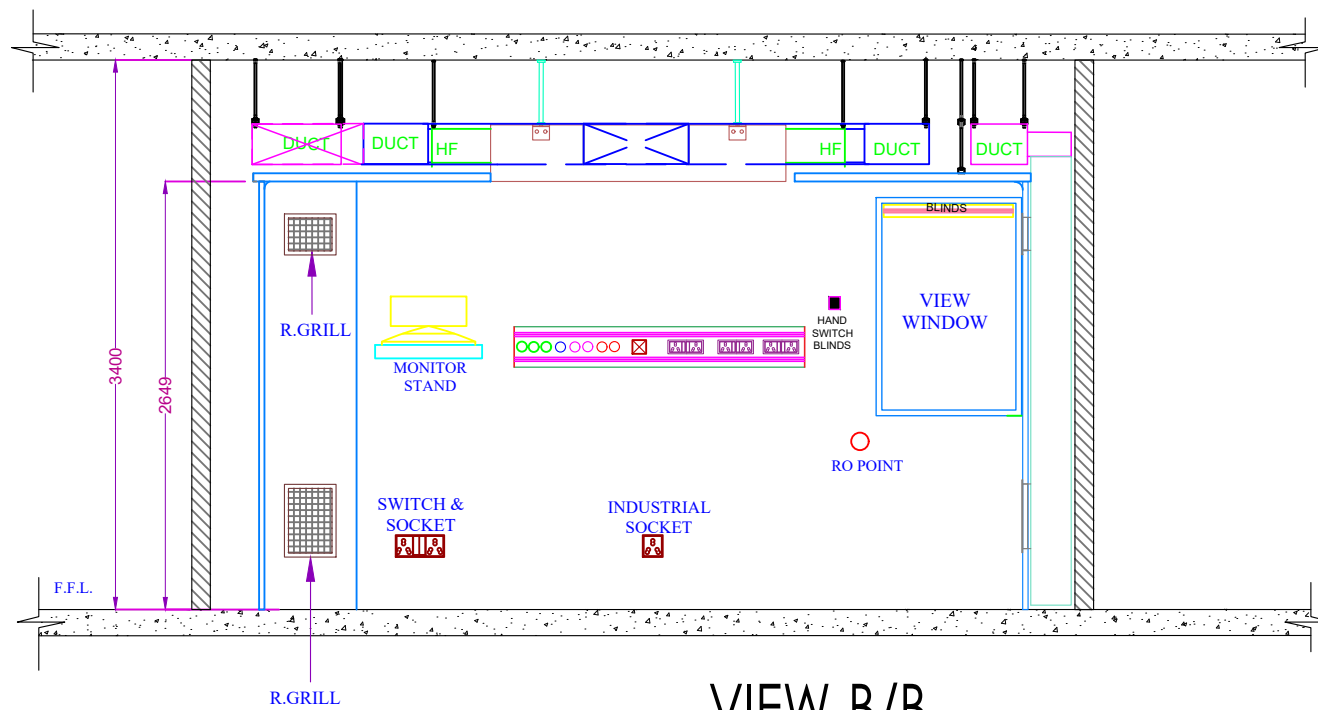 DUCT
DUCT
HF
HF
DUCT
DUCT
BLINDS
R.GRILL
MONITOR
STAND
HAND
SWITCH
BLINDS
VIEW
WINDOW
3400
2649
RO POINT
SWITCH &
SOCKET
INDUSTRIAL
SOCKET
F.F.L.
R.GRILL
VIEW B/B